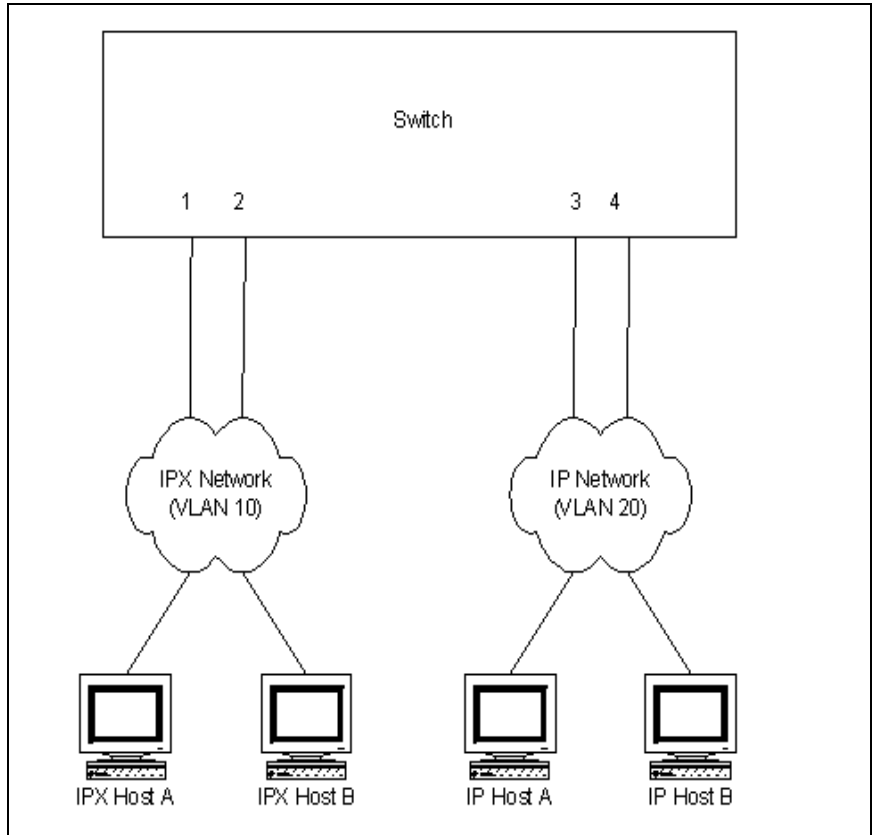 Switch
1 2 3 4
IPX Network
(VLAN 10)
IP Network
(VLAN 20)
IPX Host A
IPX Host B
IP Host A
IP Host B